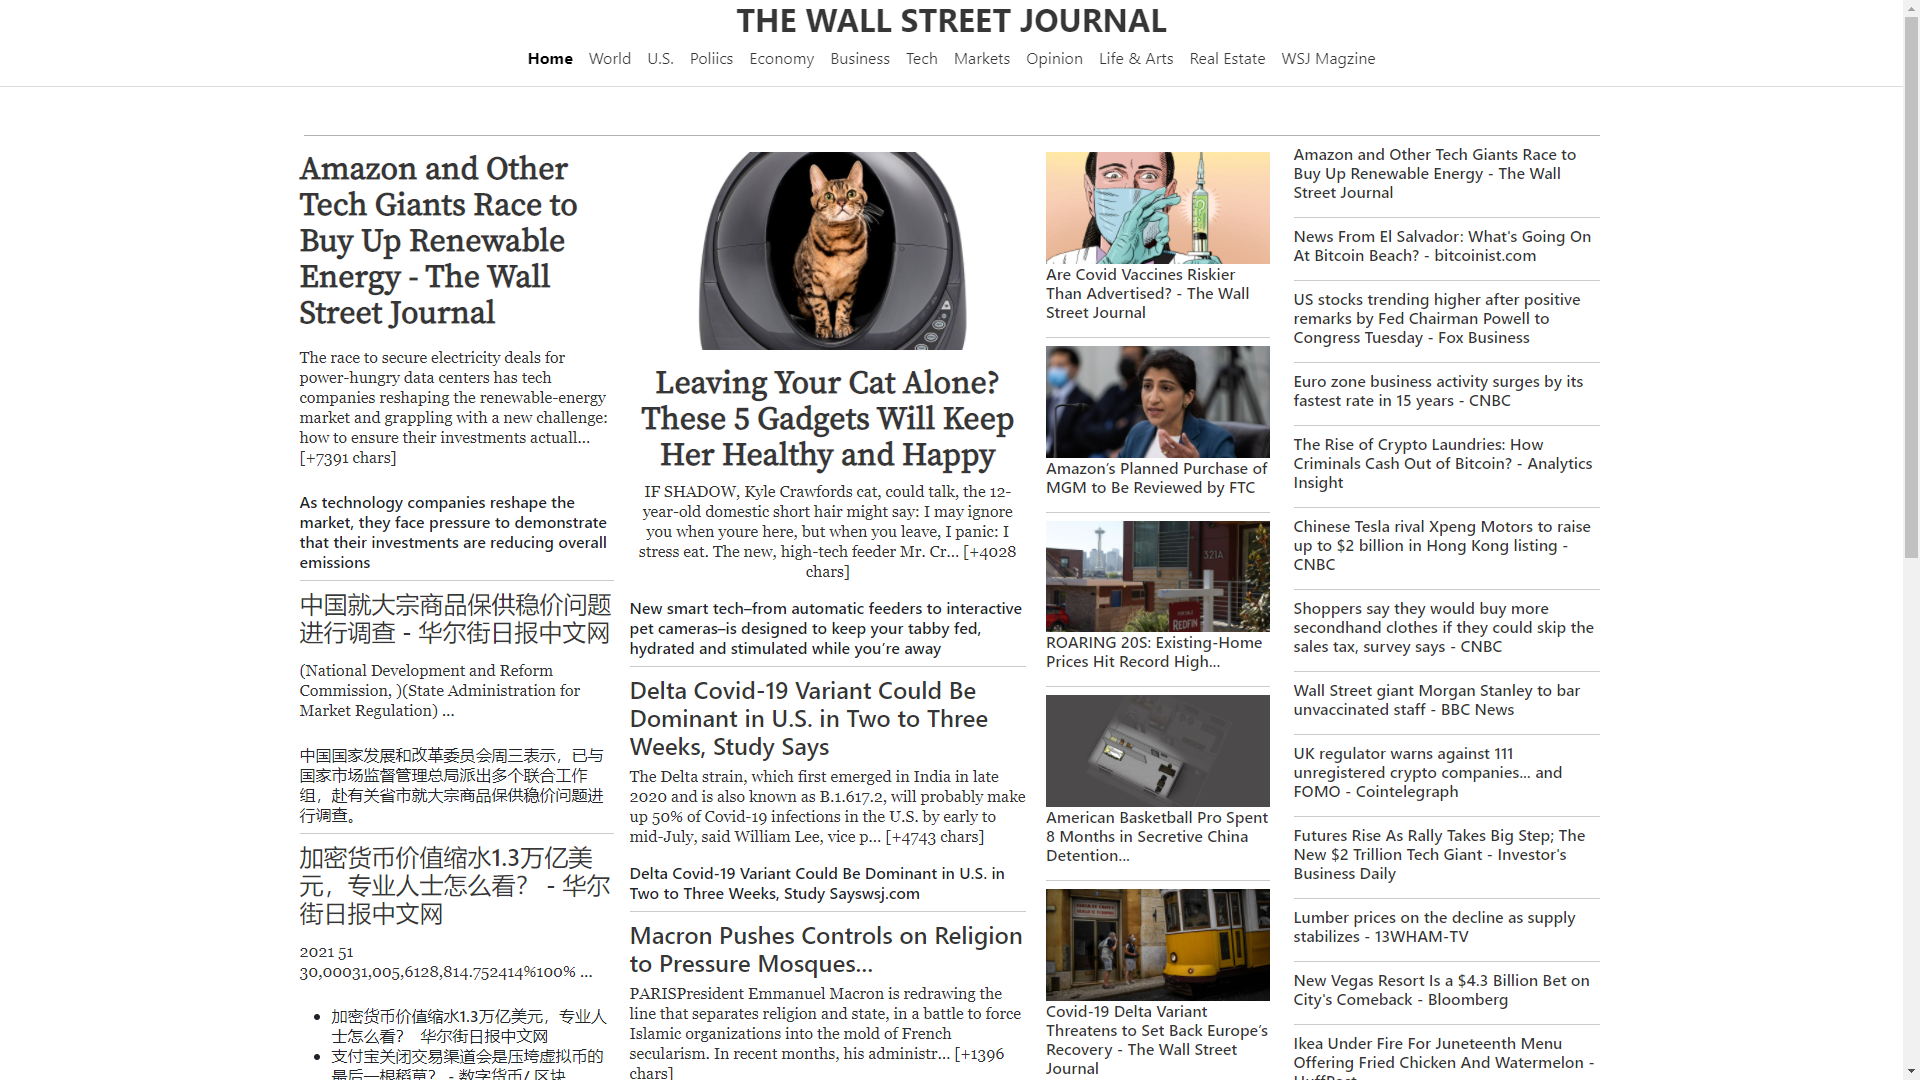 THE WALL STREET JOURNAL
Home World U.S. Poliics Economy Business Tech Markets Opinion Life & Arts Real Estate WSJ Magzine
Amazon and Other
Tech Giants Race to
Buy Up Renewable
Energy - The Wall
Street Journal
The race to secure electricity deals for
power-hungry data centers has tech
companies reshaping the renewable-energy
market and grappling with a new challenge:
how to ensure their investments actuall…
[+7391 chars]
As technology companies reshape the
market, they face pressure to demonstrate
that their investments are reducing overall
emissions
中国就大宗商品保供稳价问题
进行调查 - 华尔街日报中文网
(National Development and Reform
Commission, )(State Administration for
Market Regulation) …
中国国家发展和改革委员会周三表示，已与
国家市场监督管理总局派出多个联合工作
组，赴有关省市就大宗商品保供稳价问题进
行调查。
加密货币价值缩水1.3万亿美
元，专业人士怎么看？ - 华尔
街日报中文网
2021 51
30,00031,005,6128,814.752414%100% …
加密货币价值缩水1.3万亿美元，专业人
士怎么看？ 华尔街日报中文网
支付宝关闭交易渠道会是压垮虚拟币的
最后一根稻草？ - 数字货币/ 区块
Leaving Your Cat Alone?
These 5 Gadgets Will Keep
Her Healthy and Happy
IF SHADOW, Kyle Crawfords cat, could talk, the 12-
year-old domestic short hair might say: I may ignore
you when youre here, but when you leave, I panic: I
stress eat. The new, high-tech feeder Mr. Cr… [+4028
chars]
New smart tech–from automatic feeders to interactive
pet cameras–is designed to keep your tabby fed,
hydrated and stimulated while you’re away
Delta Covid-19 Variant Could Be
Dominant in U.S. in Two to Three
Weeks, Study Says
The Delta strain, which first emerged in India in late
2020 and is also known as B.1.617.2, will probably make
up 50% of Covid-19 infections in the U.S. by early to
mid-July, said William Lee, vice p… [+4743 chars]
Delta Covid-19 Variant Could Be Dominant in U.S. in
Two to Three Weeks, Study Sayswsj.com
Macron Pushes Controls on Religion
to Pressure Mosques...
PARISPresident Emmanuel Macron is redrawing the
line that separates religion and state, in a battle to force
Islamic organizations into the mold of French
secularism. In recent months, his administr… [+1396
chars]
Are Covid Vaccines Riskier
Than Advertised? - The Wall
Street Journal
Amazon’s Planned Purchase of
MGM to Be Reviewed by FTC
321A
REDFIN
ROARING 20S: Existing-Home
Prices Hit Record High...
American Basketball Pro Spent
8 Months in Secretive China
Detention...
Covid-19 Delta Variant
Threatens to Set Back Europe’s
Recovery - The Wall Street
Journal
Amazon and Other Tech Giants Race to
Buy Up Renewable Energy - The Wall
Street Journal
News From El Salvador: What's Going On
At Bitcoin Beach? - bitcoinist.com
US stocks trending higher after positive
remarks by Fed Chairman Powell to
Congress Tuesday - Fox Business
Euro zone business activity surges by its
fastest rate in 15 years - CNBC
The Rise of Crypto Laundries: How
Criminals Cash Out of Bitcoin? - Analytics
Insight
Chinese Tesla rival Xpeng Motors to raise
up to $2 billion in Hong Kong listing -
CNBC
Shoppers say they would buy more
secondhand clothes if they could skip the
sales tax, survey says - CNBC
Wall Street giant Morgan Stanley to bar
unvaccinated staff - BBC News
UK regulator warns against 111
unregistered crypto companies… and
FOMO - Cointelegraph
Futures Rise As Rally Takes Big Step; The
New $2 Trillion Tech Giant - Investor's
Business Daily
Lumber prices on the decline as supply
stabilizes - 13WHAM-TV
New Vegas Resort Is a $4.3 Billion Bet on
City's Comeback - Bloomberg
Ikea Under Fire For Juneteenth Menu
Offering Fried Chicken And Watermelon -
HuffPost